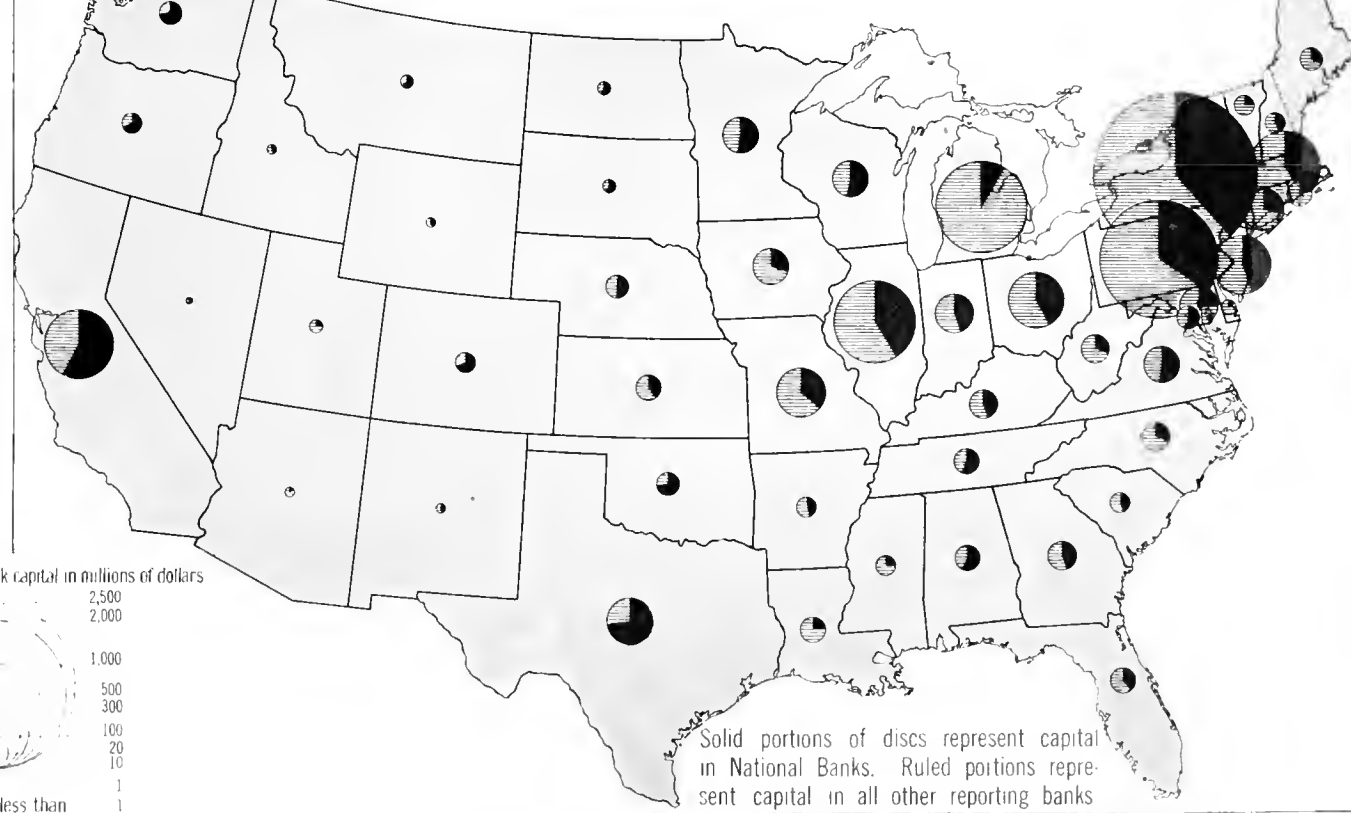 k capital in millions of dollars
2,500
2,000
1,000
500
300
100
20
10
1
less than 1
Solid portions of discs represent capital
in National Banks. Ruled portions repre-
sent capital in all other reporting banks